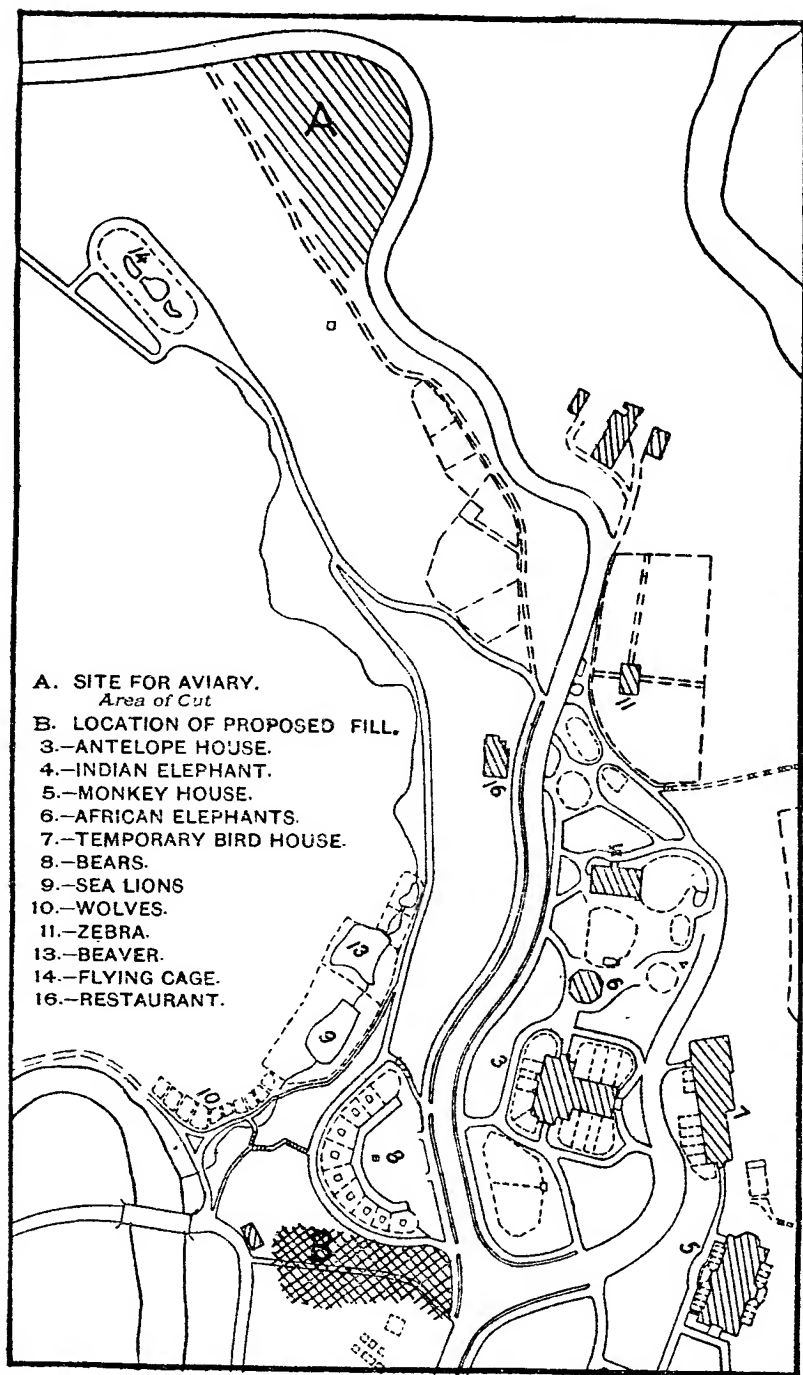 A
14
11
A. SITE FOR AVIARY.
Area of Cut
B. LOCATION OF PROPOSED FILL.
3.—ANTELOPE HOUSE.
4.—INDIAN ELEPHANT.
5.—MONKEY HOUSE.
6.—AFRICAN ELEPHANTS.
7.—TEMPORARY BIRD HOUSE.
8.—BEARS.
9.—SEA LIONS
10.—WOLVES.
11.—ZEBRA.
13.—BEAVER.
14.—FLYING CAGE.
16.—RESTAURANT.
16
13
6
9
3
10
7
8
B
5